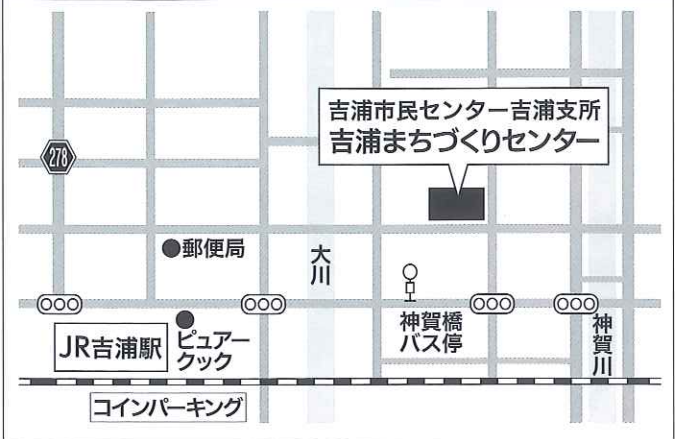 吉浦市民センター吉浦支所
吉浦まちづくりセンター
278
郵便局
大川
神賀橋
バス停
神賀川
JR吉浦駅
ピュアー
クック
コインパーキング